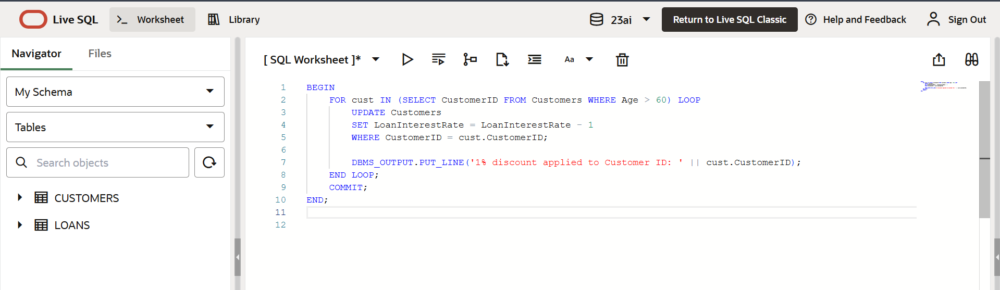 Live SQL
Worksheet
Library
23ai
Return to Live SQL Classic
Help and Feedback
Sign Out
Navigator
Files
My Schema
Tables
Search objects
CUSTOMERS
LOANS
[ SQL Worksheet ]*
Aa
1 BEGIN
2 FOR cust IN (SELECT CustomerID FROM Customers WHERE Age > 60) LOOP
3 UPDATE Customers
4 SET LoanInterestRate = LoanInterestRate - 1
5 WHERE CustomerID = cust.CustomerID;
6
7 DBMS_OUTPUT.PUT_LINE('1% discount applied to Customer ID: ' || cust.CustomerID);
8 END LOOP;
9 COMMIT;
10 END;
11
12